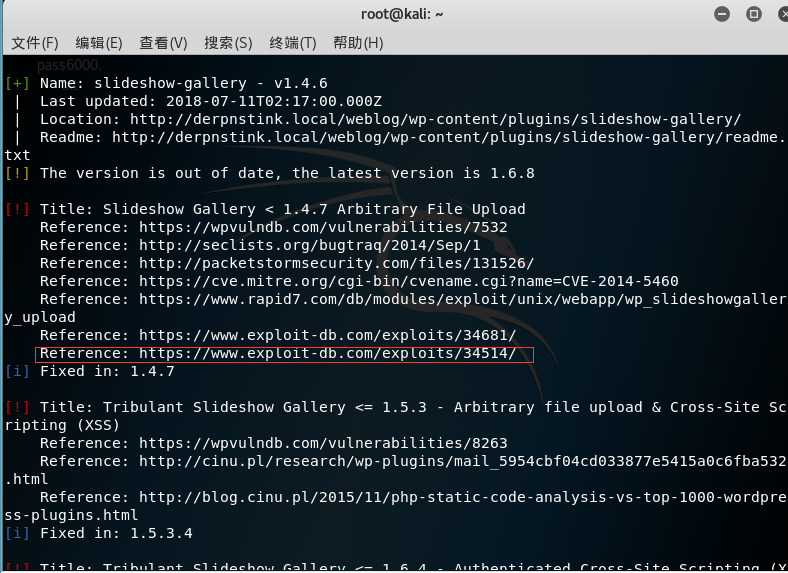 root@kali: ~
文件(F) 编辑(E) 查看(V) 搜索(S) 终端(T) 帮助(H)
pass6000.
[+] Name: slideshow-gallery - v1.4.6
 |  Last updated: 2018-07-11T02:17:00.000Z
 |  Location: http://derpnstink.local/weblog/wp-content/plugins/slideshow-gallery/
 |  Readme: http://derpnstink.local/weblog/wp-content/plugins/slideshow-gallery/readme.
txt
[!] The version is out of date, the latest version is 1.6.8
[!] Title: Slideshow Gallery < 1.4.7 Arbitrary File Upload
    Reference: https://wpvulndb.com/vulnerabilities/7532
    Reference: http://seclists.org/bugtraq/2014/Sep/1
    Reference: http://packetstormsecurity.com/files/131526/
    Reference: https://cve.mitre.org/cgi-bin/cvename.cgi?name=CVE-2014-5460
    Reference: https://www.rapid7.com/db/modules/exploit/unix/webapp/wp_slideshowgaller
y_upload
    Reference: https://www.exploit-db.com/exploits/34681/
    Reference: https://www.exploit-db.com/exploits/34514/
[i] Fixed in: 1.4.7
[!] Title: Tribulant Slideshow Gallery <= 1.5.3 - Arbitrary file upload & Cross-Site Sc
ripting (XSS)
    Reference: https://wpvulndb.com/vulnerabilities/8263
    Reference: http://cinu.pl/research/wp-plugins/mail_5954cbf04cd033877e5415a0c6fba532
.html
    Reference: http://blog.cinu.pl/2015/11/php-static-code-analysis-vs-top-1000-wordpre
ss-plugins.html
[i] Fixed in: 1.5.3.4
[!] Title: Tribulant Slideshow Gallery <= 1.6.4 - Authenticated Cross-Site Scripting (X